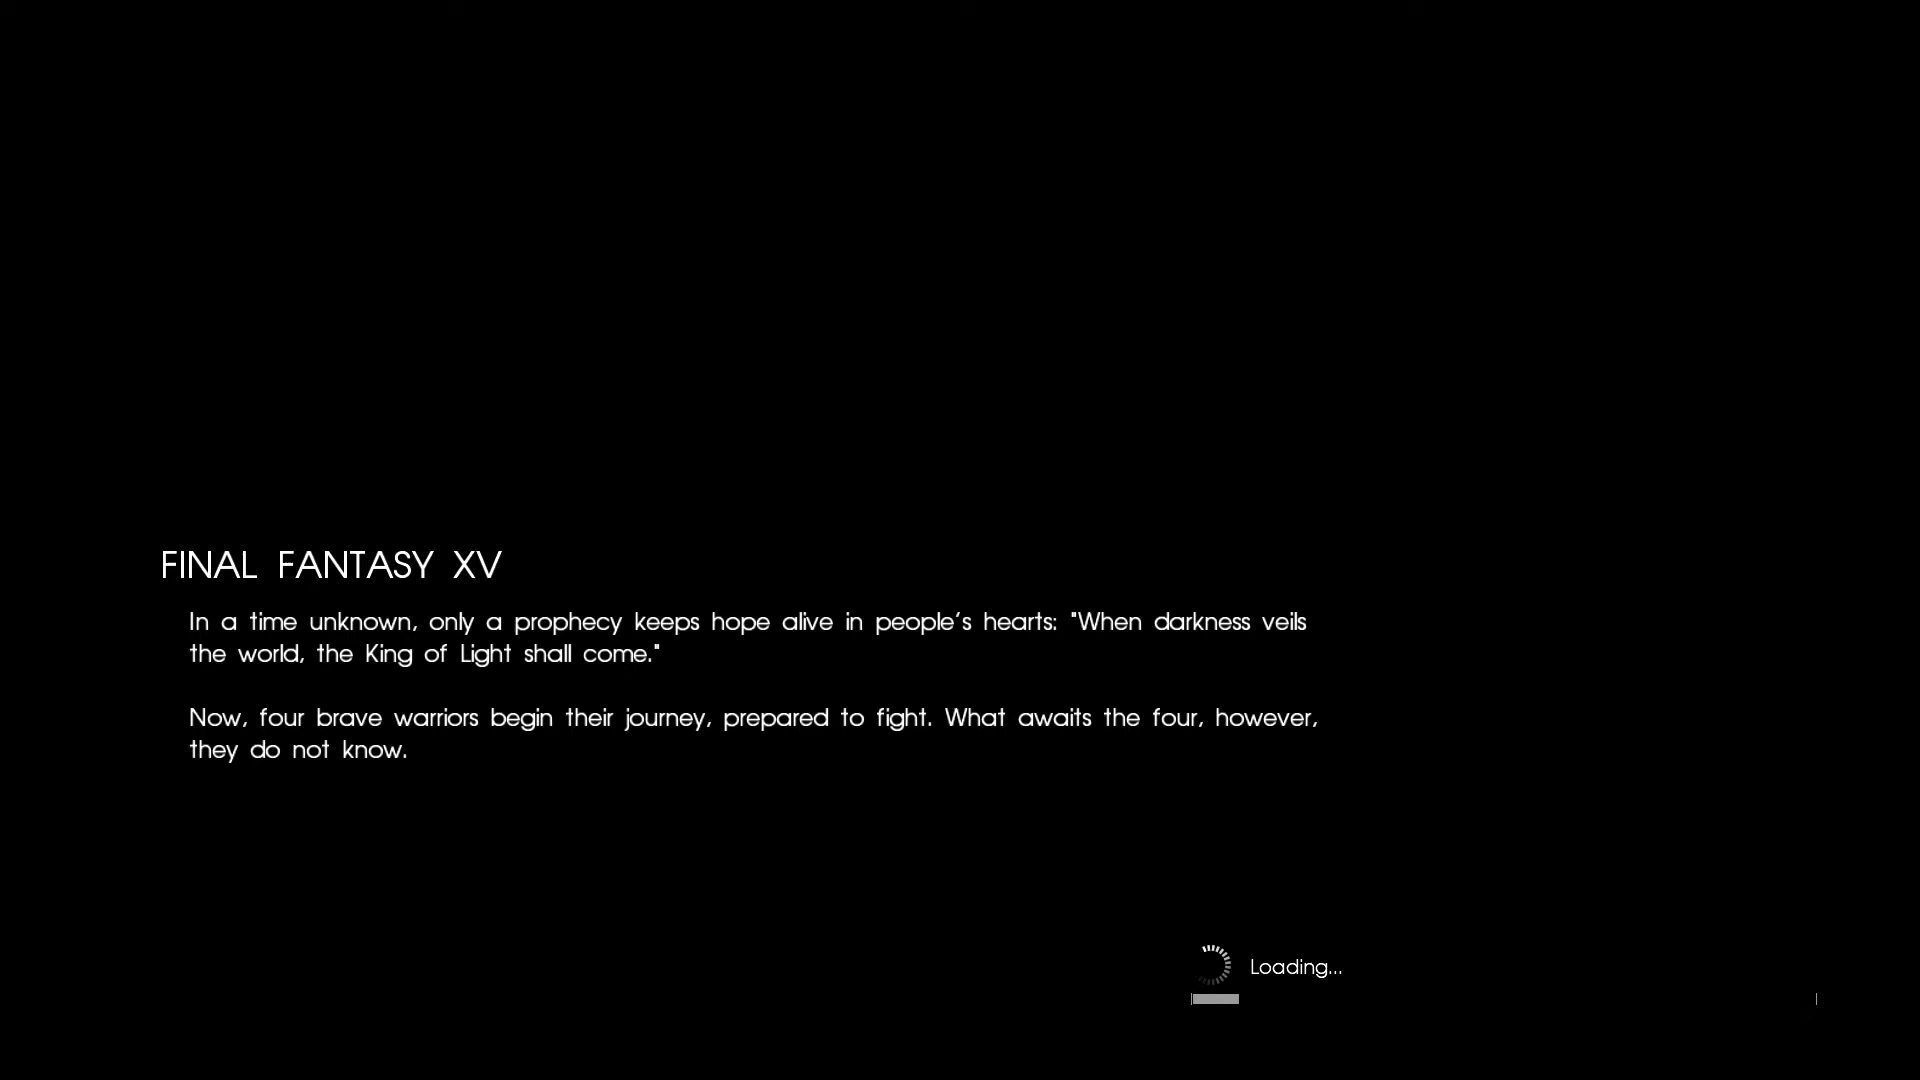 FINAL FANTASY XV
In a time unknown, only a prophecy keeps hope alive in people’s hearts: "When darkness veils
the world, the King of Light shall come."
Now, four brave warriors begin their journey, prepared to fight. What awaits the four, however,
they do not know.
Loading...